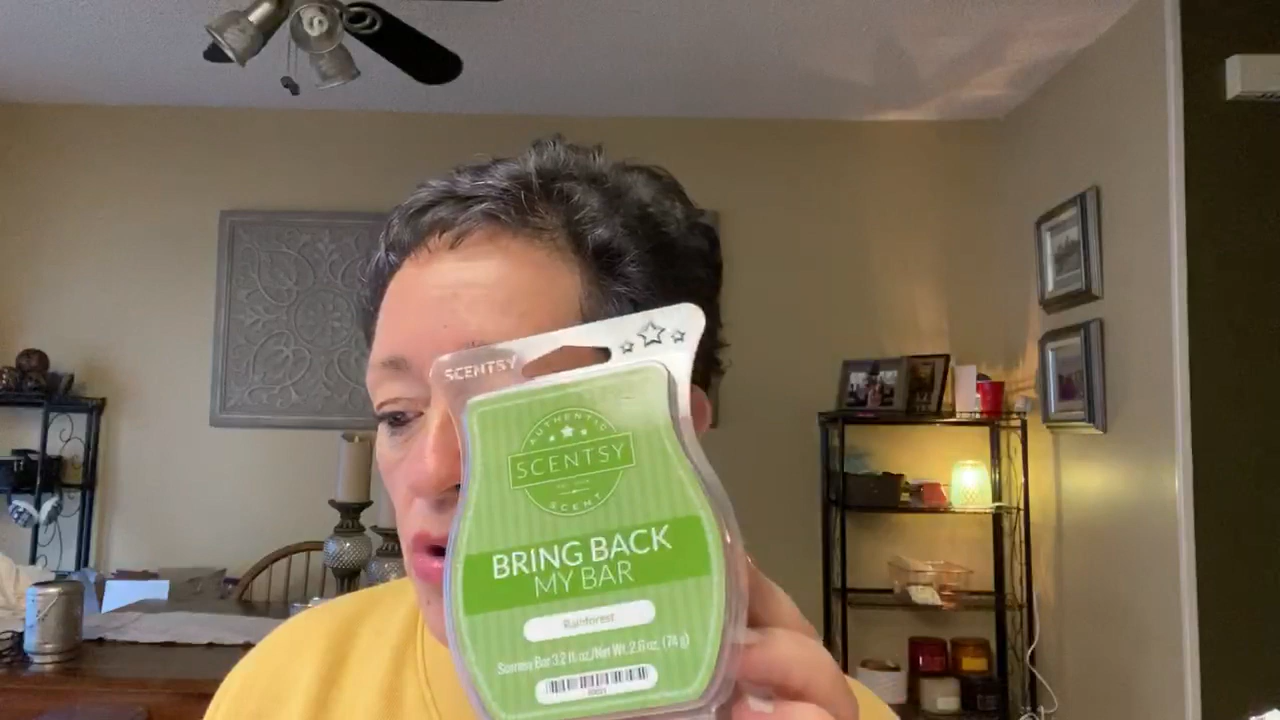 SCENTSY
AUTHENTIC
SCENTSY
SCENT
BRING BACK
MY BAR
Rainforest
Scentsy Bar 3.2 fl. oz./Net Wt. 2.6 oz. (74 g)